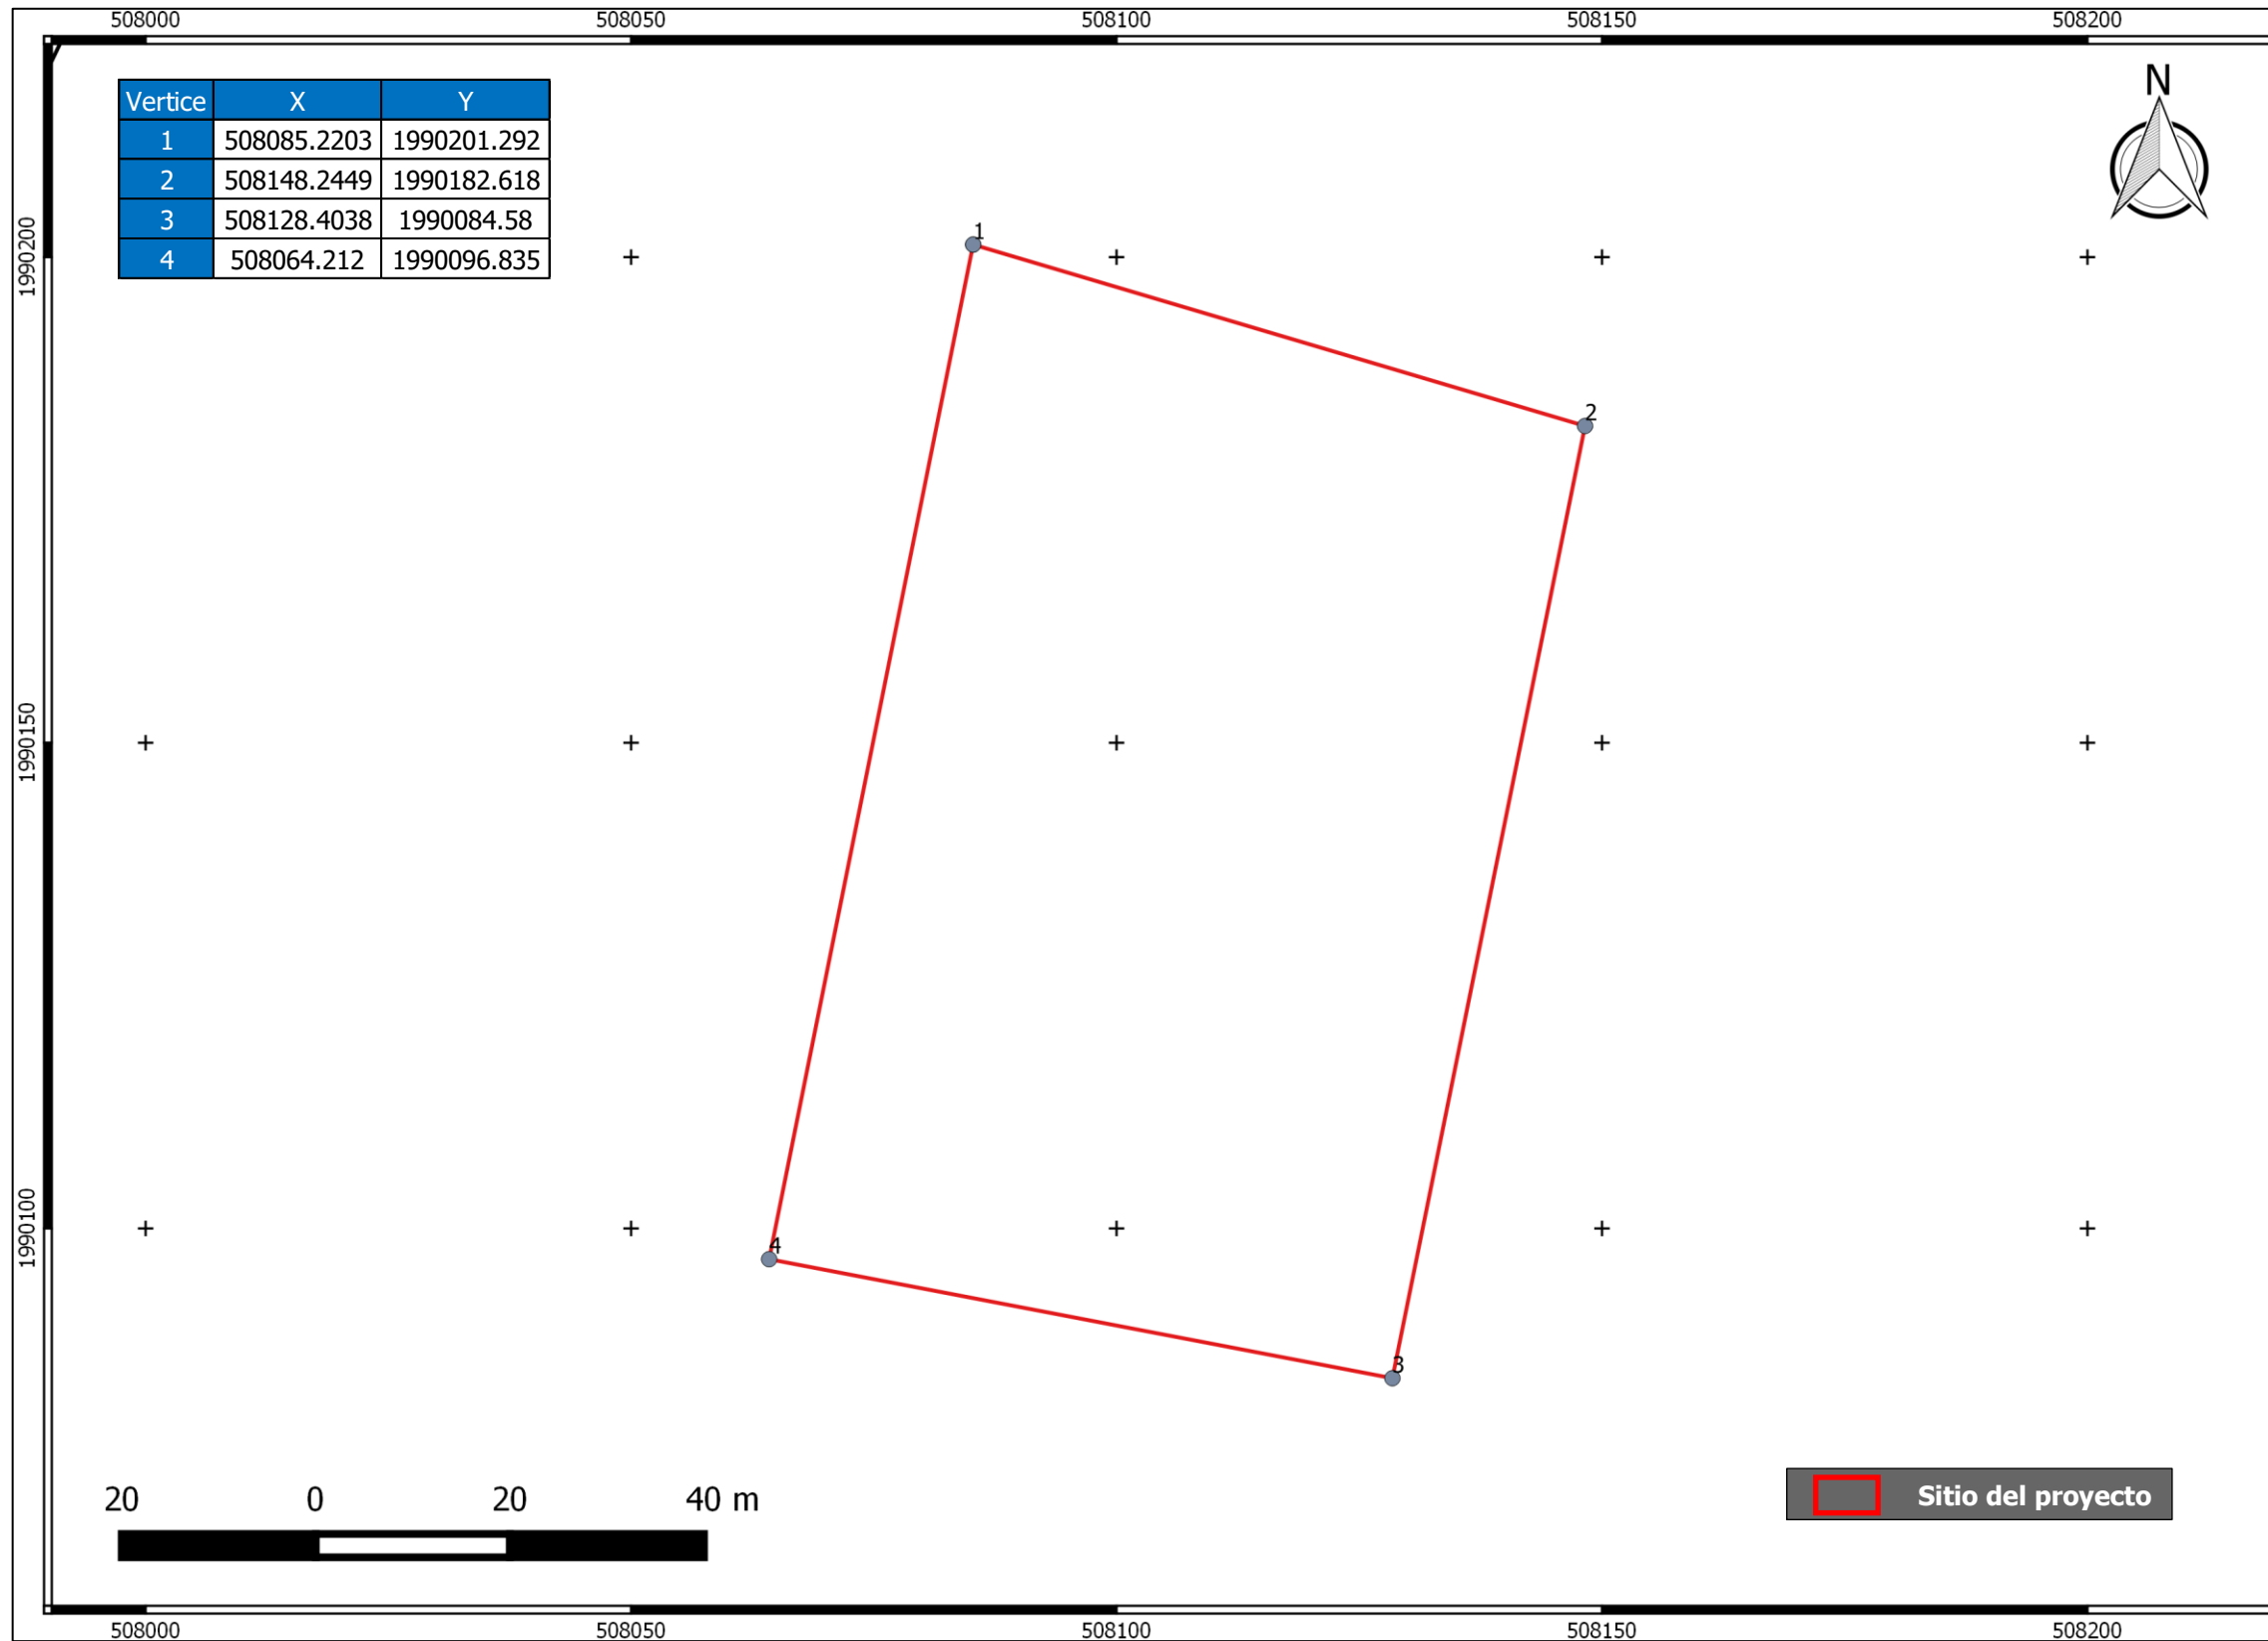 508000 508050 508100 508150 508200
N
Vertice X Y
1 508085.2203 1990201.292
2 508148.2449 1990182.618
3 508128.4038 1990084.58
4 508064.212 1990096.835
1990200
1
2
1990150
1990100
4
3
20 0 20 40 m
Sitio del proyecto
508000 508050 508100 508150 508200